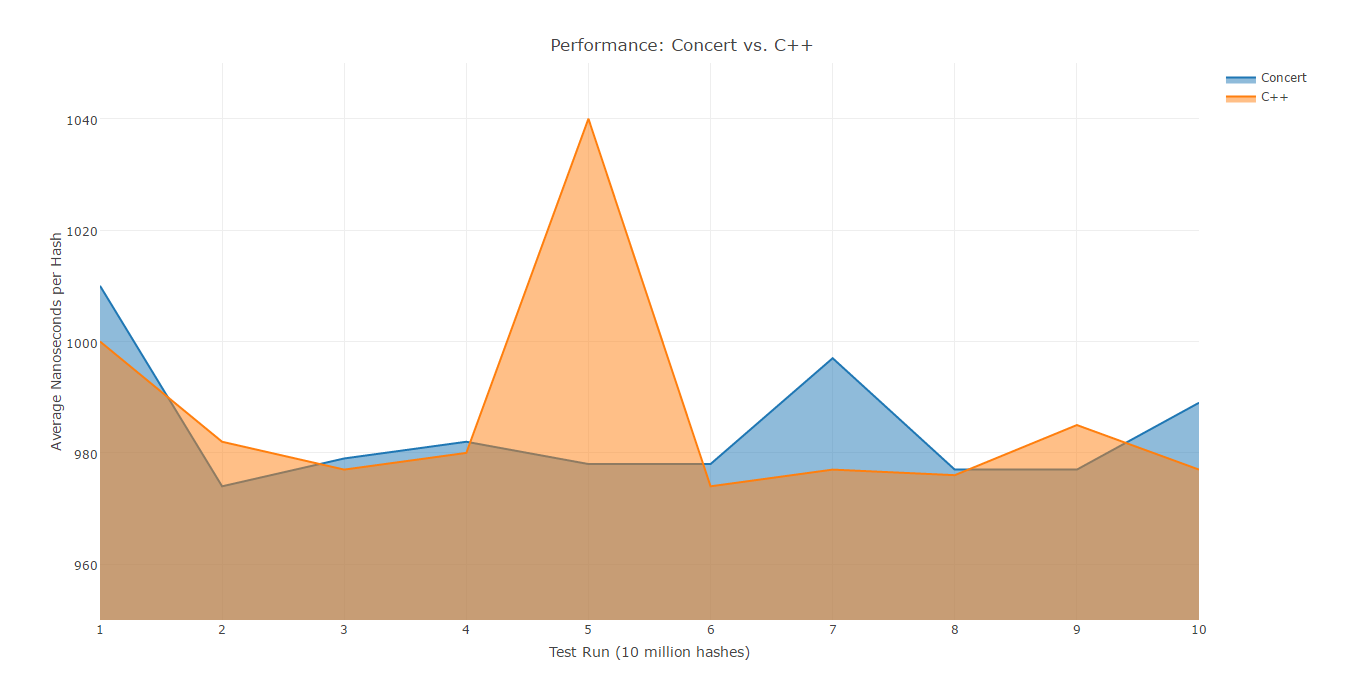 Performance: Concert vs. C++
Concert
C++
Average Nanoseconds per Hash
1040
1020
1000
980
960
1 2 3 4 5 6 7 8 9 10
Test Run (10 million hashes)